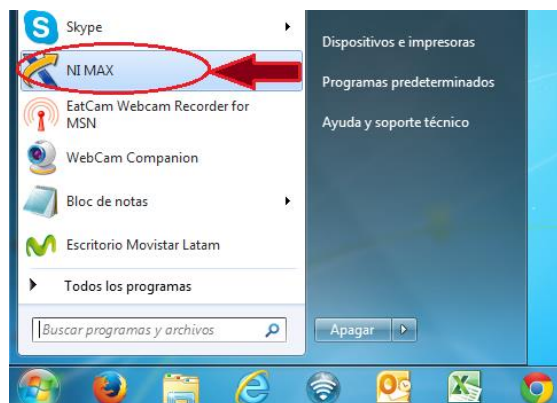 Skype
NI MAX
EatCam Webcam Recorder for
MSN
WebCam Companion
Bloc de notas
Escritorio Movistar Latam
Todos los programas
Buscar programas y archivos
Dispositivos e impresoras
Programas predeterminados
Ayuda y soporte técnico
Apagar